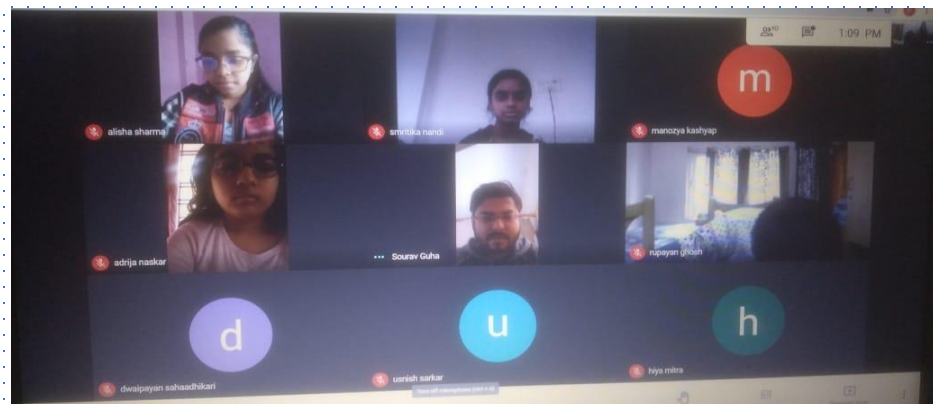 1:09 PM
m
alisha sharma
smritika nandi
manozya kashyap
adrija naskar
Sourav Guha
rupayan ghosh
d
u
h
dwaipayan sahaadhikari
usnish sarkar
hiya mitra